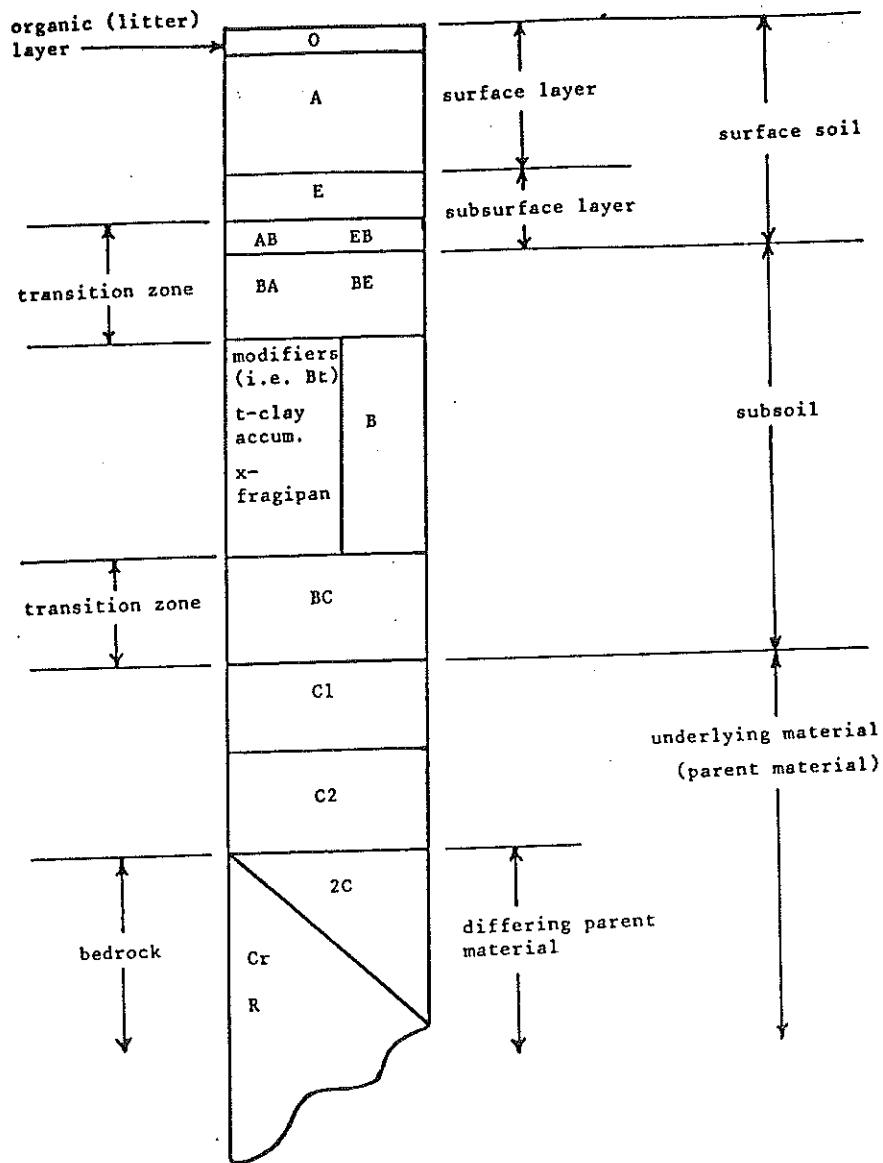 organic (litter)
layer
O
A
surface layer
surface soil
E
subsurface layer
AB EB
transition zone
BA BE
modifiers
(i.e. Bt)
t-clay
accum.
x-
fragipan
B
subsoil
transition zone
BC
C1
underlying material
(parent material)
C2
2C
differing parent
material
bedrock
Cr
R